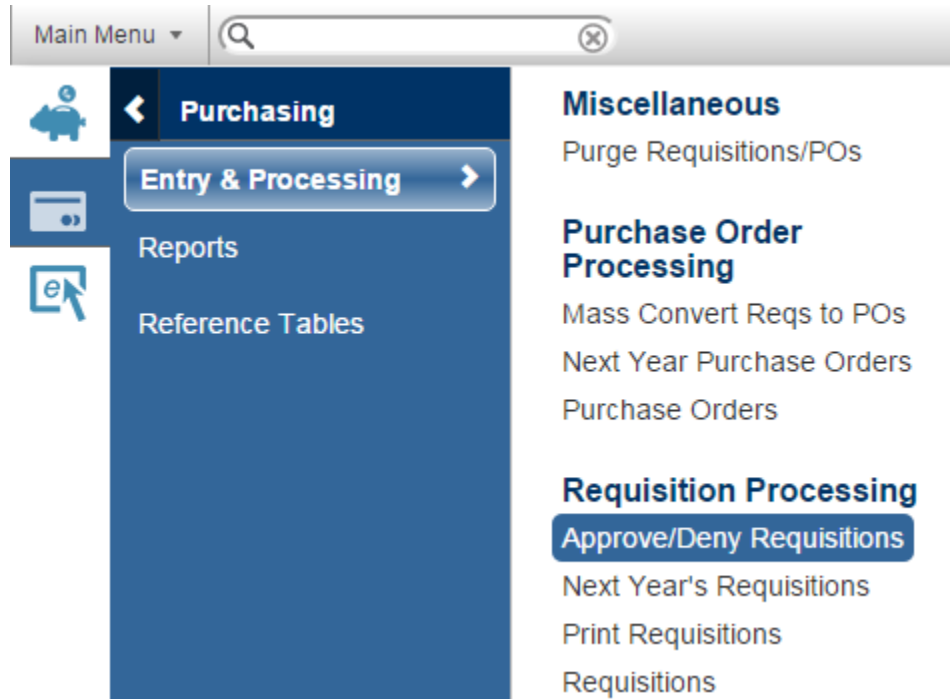 Main Menu
Purchasing
Entry & Processing
Reports
Reference Tables
Miscellaneous
Purge Requisitions/POs
Purchase Order
Processing
Mass Convert Reqs to POs
Next Year Purchase Orders
Purchase Orders
Requisition Processing
Approve/Deny Requisitions
Next Year's Requisitions
Print Requisitions
Requisitions